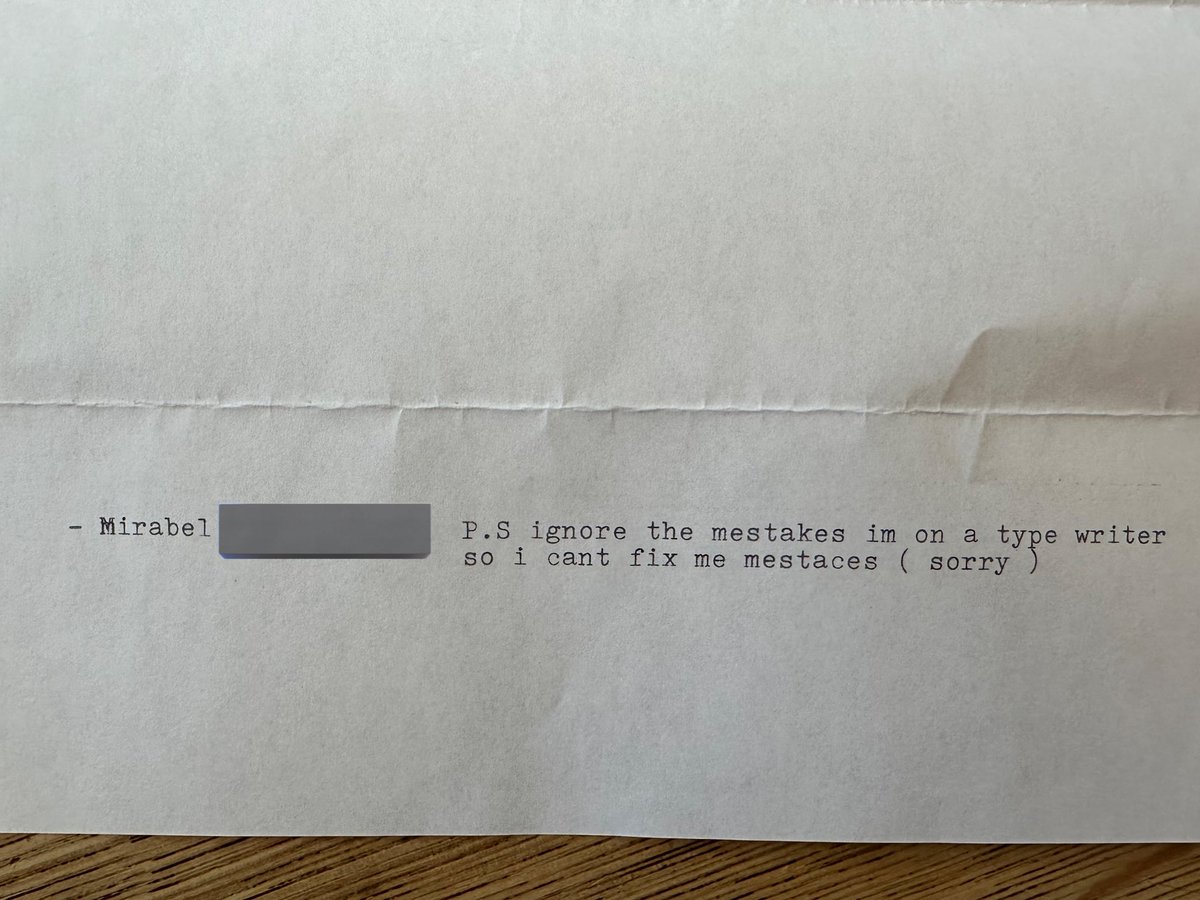 - Mirabel
P.S ignore the mestakes im on a type writer
so i cant fix me mestaces ( sorry )